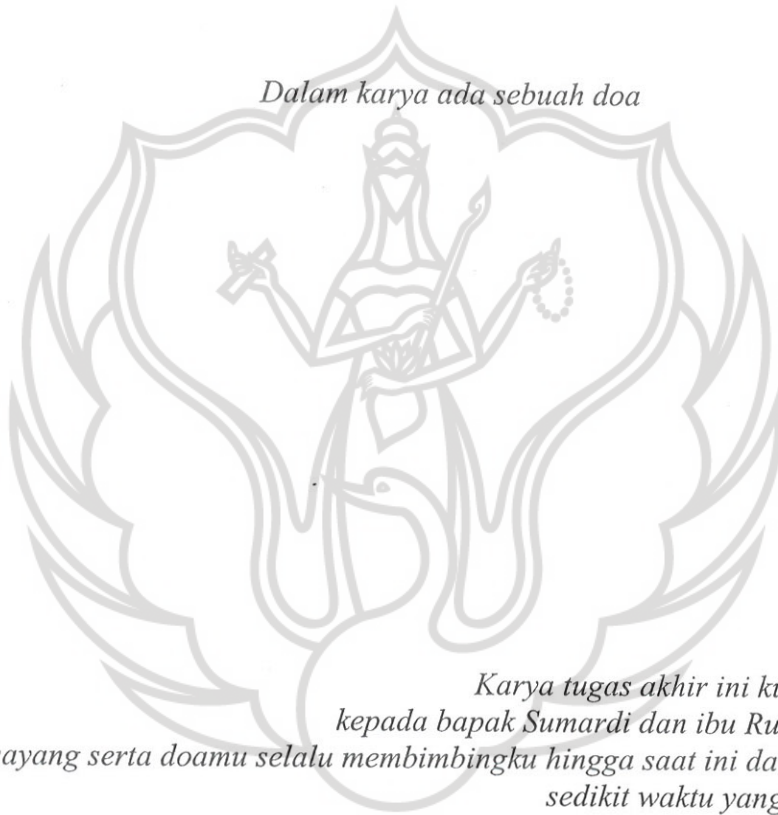 Dalam karya ada sebuah doa
Karya tugas akhir ini
kepada bapak Sumardi dan ibu
serta doamu selalu membimbingku hingga saat ini
sedikit waktu yang